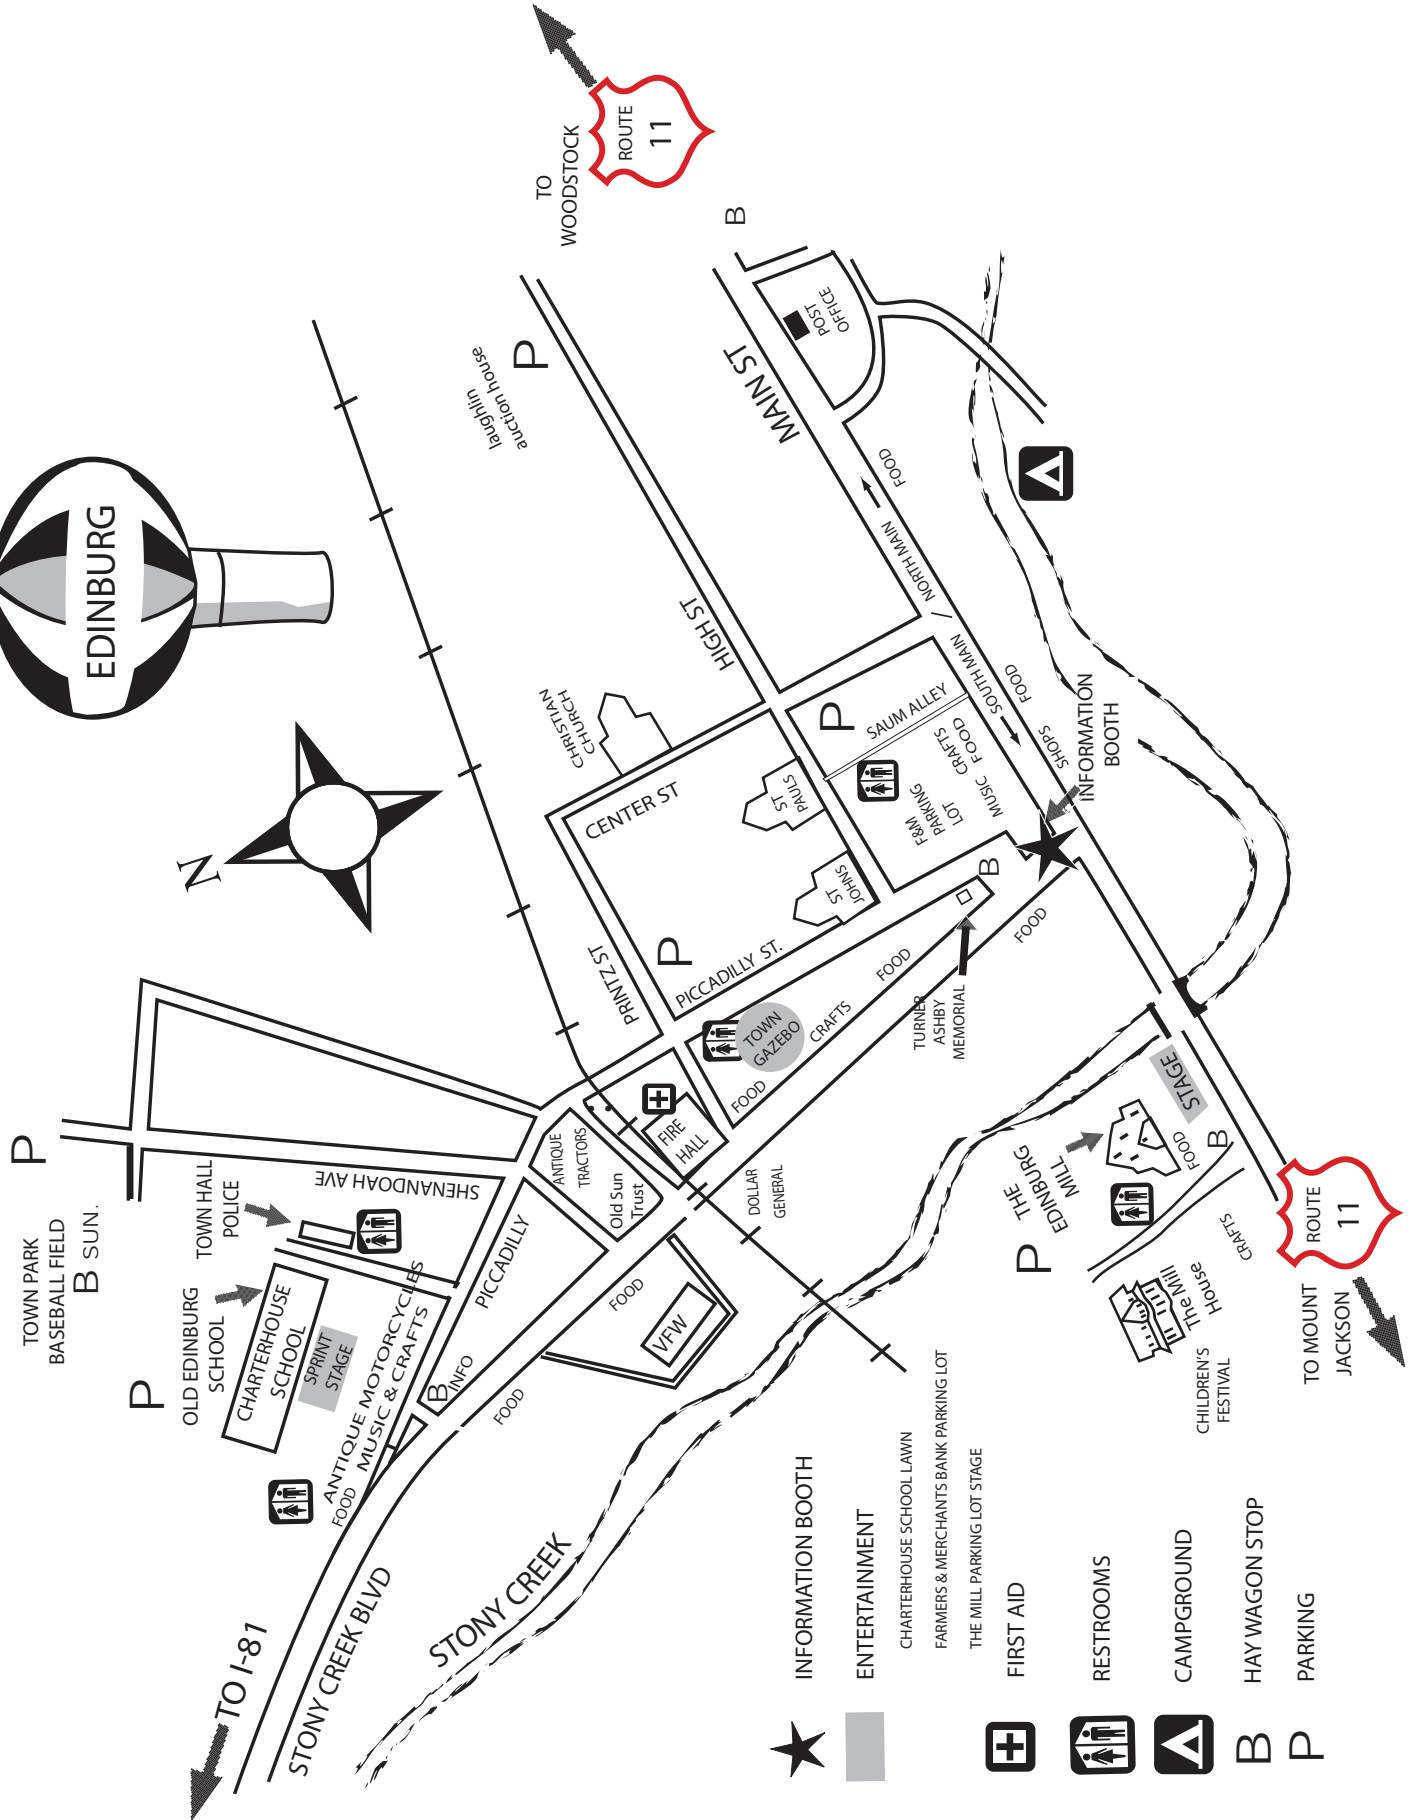 EDINBURG
N
TO
WOODSTOCK
ROUTE
11
B
laughlin
auction house
P
POST
OFFICE
MAIN ST
HIGH ST
FOOD
NORTH MAIN
SOUTH MAIN
FOOD
SHOPS
INFORMATION
BOOTH
CHRISTIAN
CHURCH
CENTER ST
ST
PAULS
ST
JOHNS
P
SAUM ALLEY
CRAFTS
FOOD
MUSIC
F&M
PARKING
LOT
B
PRINTZ ST
P
PICCADILLY ST.
TOWN
GAZEBO
FOOD
CRAFTS
FOOD
FOOD
TURNER
ASHBY
MEMORIAL
FIRE
HALL
ANTIQUE
TRACTORS
Old Sun
Trust
DOLLAR
GENERAL
SHENANDOAH AVE
P
TOWN PARK
BASEBALL FIELD
B SUN.
TOWN HALL
POLICE
P
OLD EDINBURG
SCHOOL
CHARTERHOUSE
SCHOOL
SPRINT
STAGE
ANTIQUE MOTORCYCLES
MUSIC & CRAFTS
FOOD
PICCADILLY
B
INFO
FOOD
FOOD
VFW
STAGE
THE
EDINBURG
MILL
FOOD
B
P
CRAFTS
The Mill
House
CHILDREN'S
FESTIVAL
ROUTE
11
TO MOUNT
JACKSON
TO I-81
STONY CREEK BLVD
STONY CREEK
INFORMATION BOOTH
ENTERTAINMENT
CHARTERHOUSE SCHOOL LAWN
FARMERS & MERCHANTS BANK PARKING LOT
THE MILL PARKING LOT STAGE
FIRST AID
RESTROOMS
CAMPGROUND
B HAY WAGON STOP
P PARKING